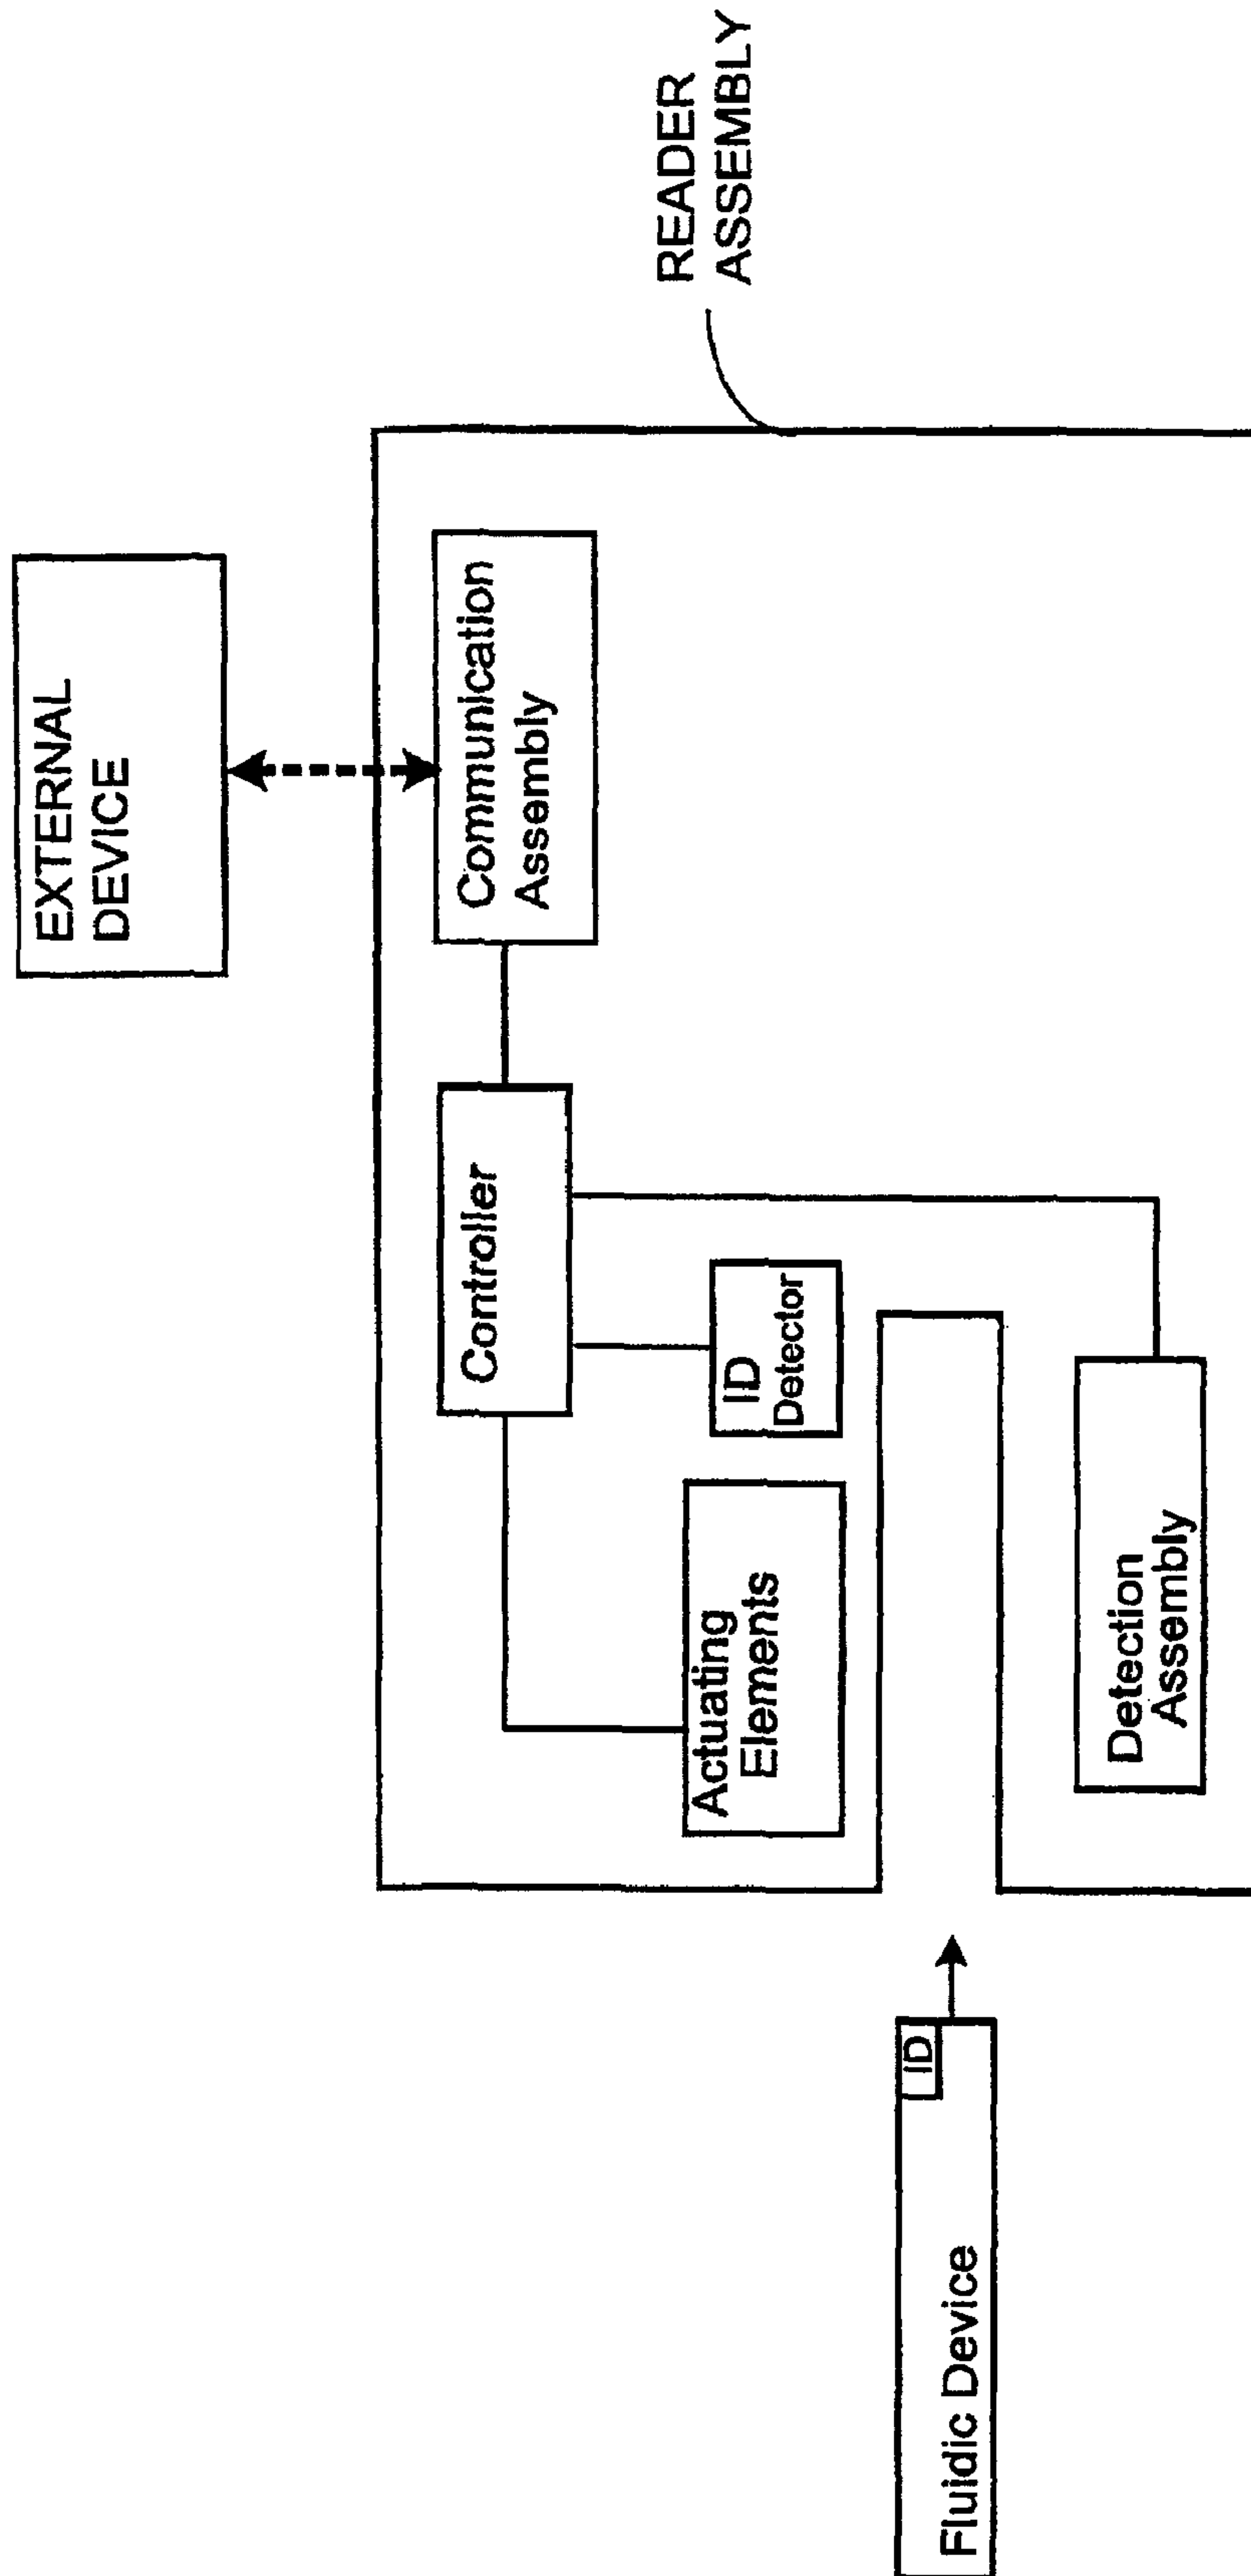 EXTERNAL
DEVICE
READER
ASSEMBLY
Communication
Assembly
Controller
ID
Detector
Actuating
Elements
Detection
Assembly
ID
Fluidic Device